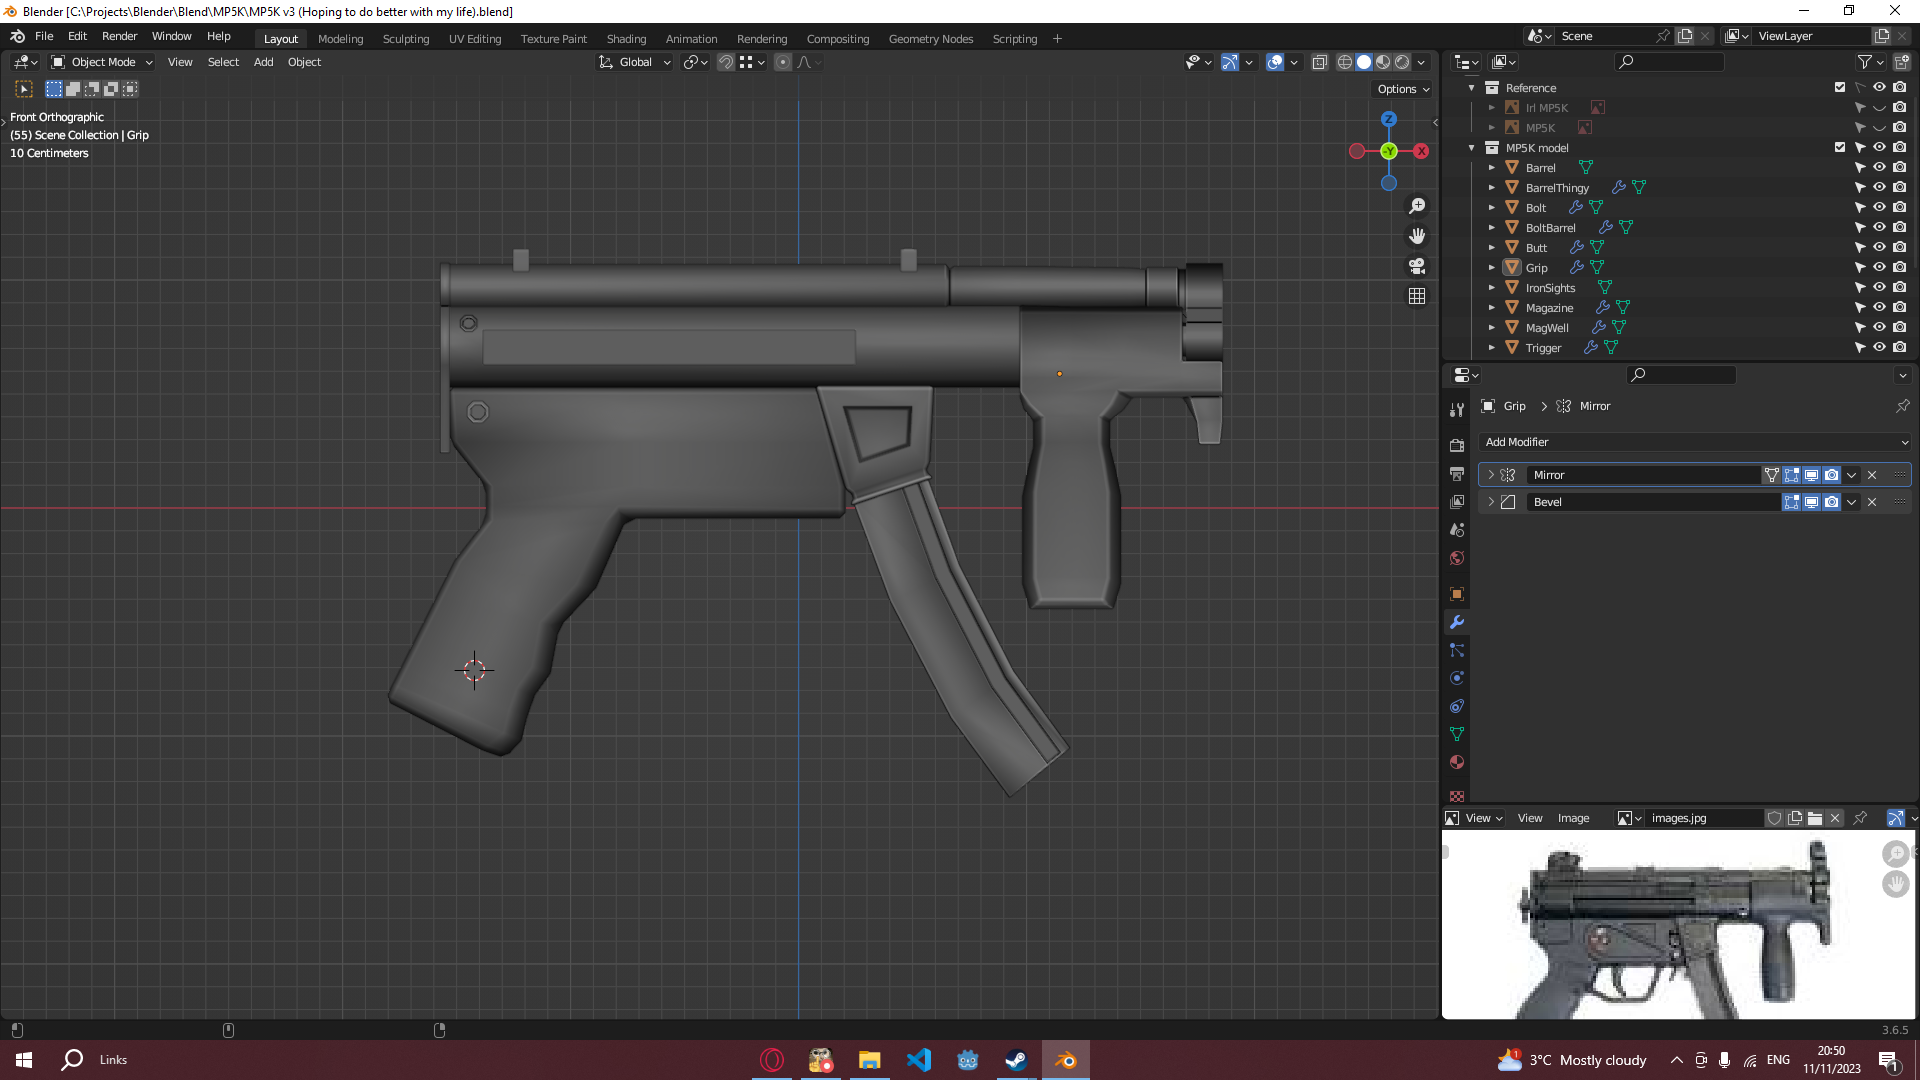 Blender [C:\Projects\Blender\Blend\MP5K\MP5K v3 (Hoping to do better with my life).blend]
File Edit Render Window Help Layout Modeling Sculpting UV Editing Texture Paint Shading Animation Rendering Compositing Geometry Nodes Scripting + Scene ViewLayer
Object Mode View Select Add Object Global
Options
Front Orthographic
(55) Scene Collection | Grip
10 Centimeters
Z
-Y
X
Reference
Irl MP5K
MP5K
MP5K model
Barrel
BarrelThingy
Bolt
BoltBarrel
Butt
Grip
IronSights
Magazine
MagWell
Trigger
Grip > Mirror
Add Modifier
Mirror
Bevel
View View Image images.jpg
3.6.5
Links
1
3°C Mostly cloudy
ENG
20:50
11/11/2023
1